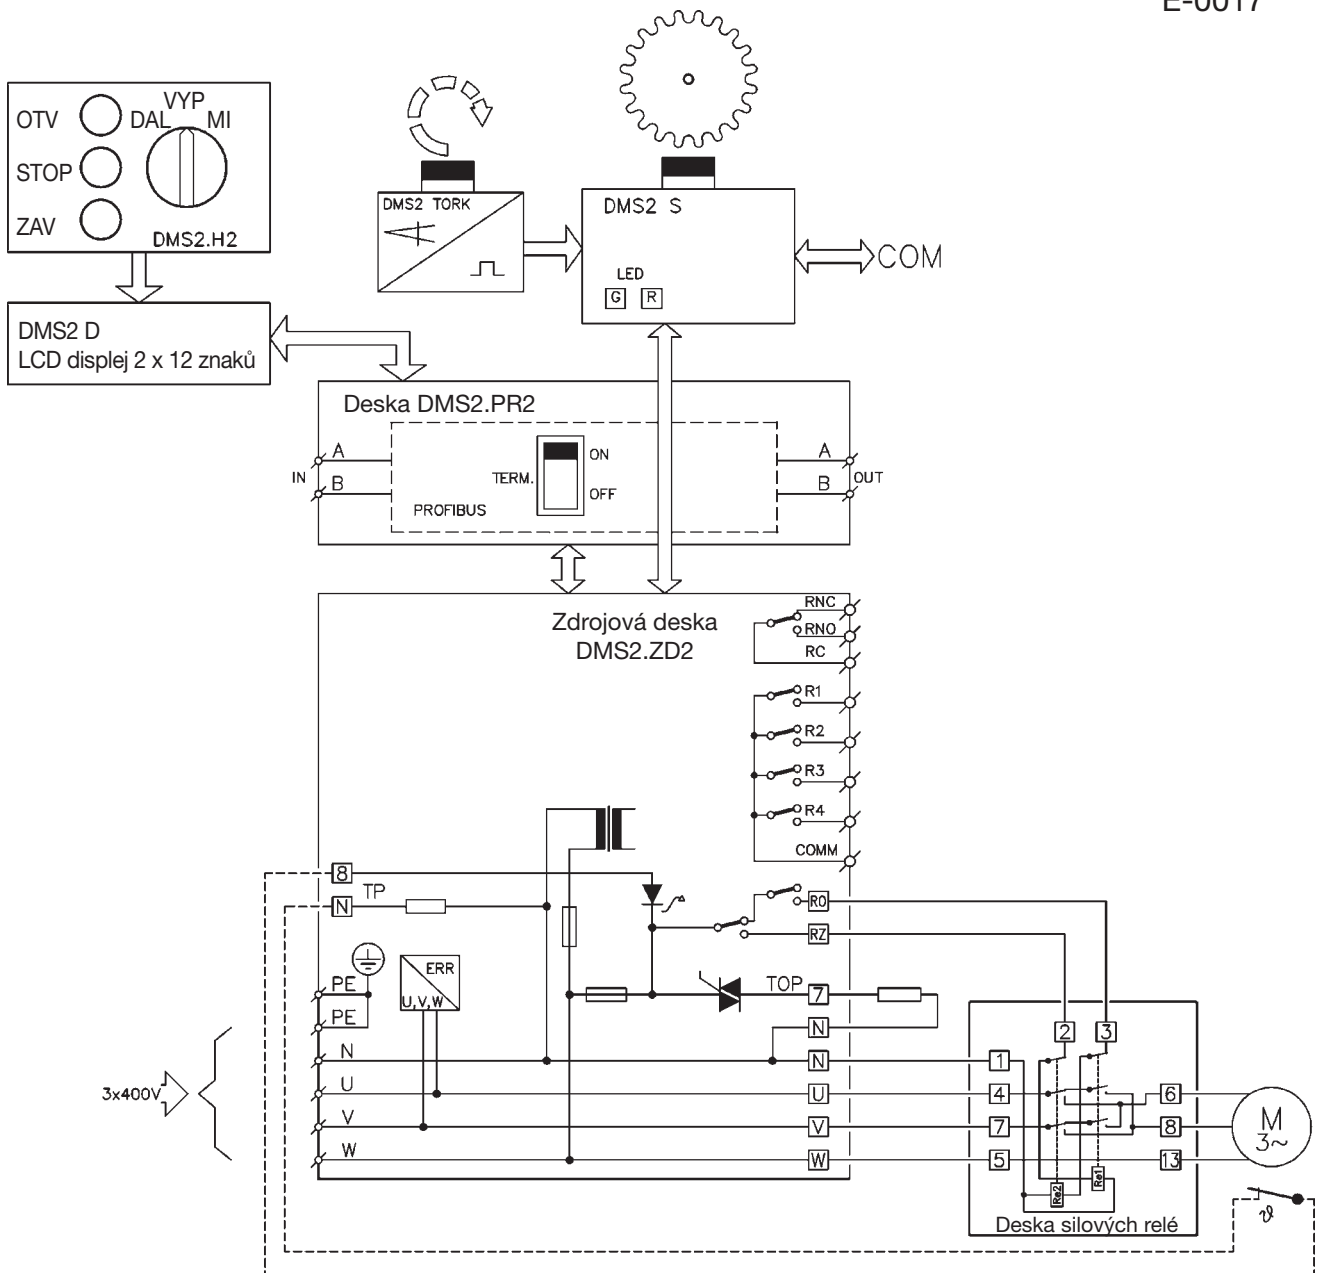 E-0017
OTV
VYP
DAL
MI
STOP
ZAV
DMS2.H2
DMS2 TORK
DMS2 S
LED
G
R
COM
DMS2 D
LCD displej 2 x 12 znaků
Deska DMS2.PR2
IN
A
B
TERM.
ON
OFF
PROFIBUS
A
B
OUT
Zdrojová deska
DMS2.ZD2
RNC
RNO
RC
R1
R2
R3
R4
COMM
8
TP
N
RO
RZ
PE
PE
ERR
U,V,W
TOP
7
N
N
N
U
U
V
V
W
W
3x400V
2
3
1
4
7
5
6
8
13
Re2
Re1
M
3~
ϑ
Deska silových relé